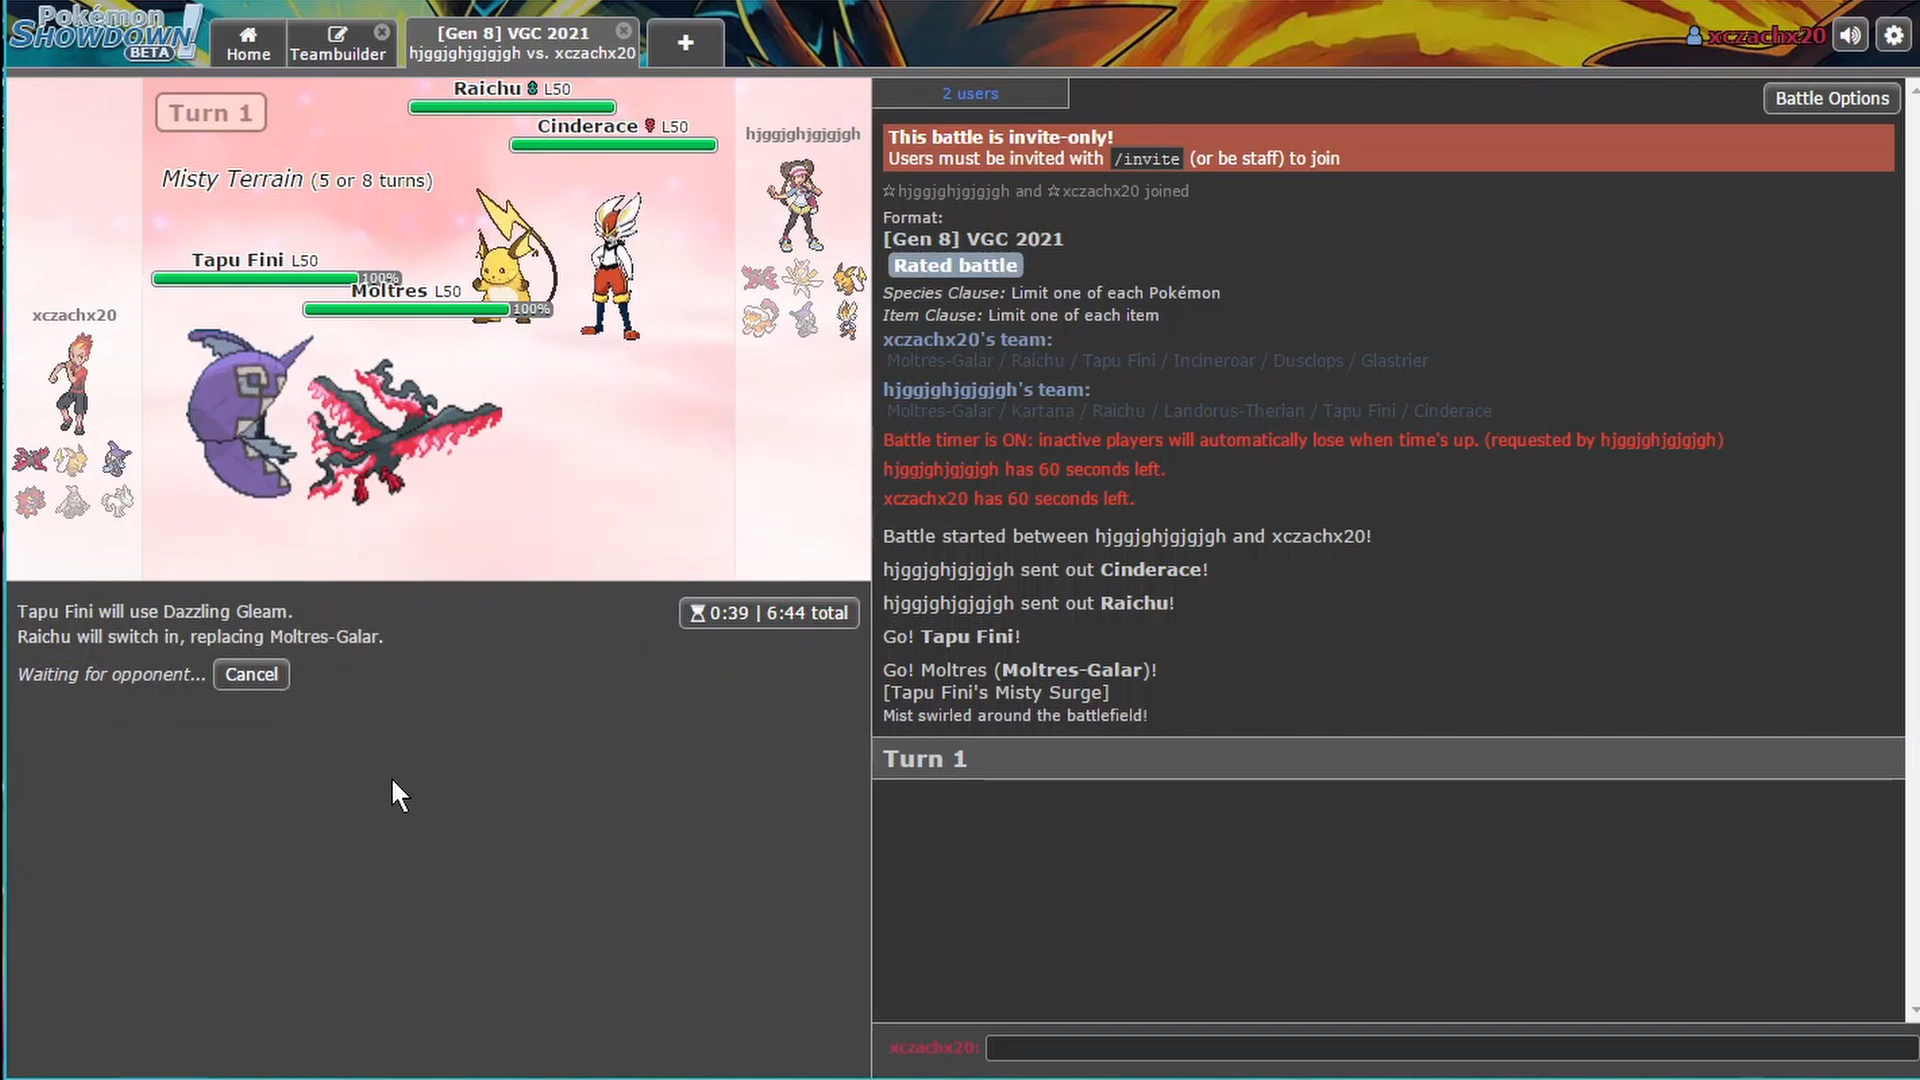 Pokémon
SHOWDOWN!
BETA
Home
Teambuilder
[Gen 8] VGC 2021
hjggjghjgjgjgh vs. xczachx20
+
xczachx20
Turn 1
Raichu L50
Cinderace L50
Misty Terrain (5 or 8 turns)
Tapu Fini L50
100%
Moltres L50
100%
hjggjghjgjgjgh
xczachx20
Tapu Fini will use Dazzling Gleam.
Raichu will switch in, replacing Moltres-Galar.
Waiting for opponent... Cancel
0:39 | 6:44 total
2 users
Battle Options
This battle is invite-only!
Users must be invited with /invite (or be staff) to join
☆hjggjghjgjgjgh and ☆xczachx20 joined
Format:
[Gen 8] VGC 2021
Rated battle
Species Clause: Limit one of each Pokémon
Item Clause: Limit one of each item
xczachx20's team:
Moltres-Galar / Raichu / Tapu Fini / Incineroar / Dusclops / Glastrier
hjggjghjgjgjgh's team:
Moltres-Galar / Kartana / Raichu / Landorus-Therian / Tapu Fini / Cinderace
Battle timer is ON: inactive players will automatically lose when time's up. (requested by hjggjghjgjgjgh)
hjggjghjgjgjgh has 60 seconds left.
xczachx20 has 60 seconds left.
Battle started between hjggjghjgjgjgh and xczachx20!
hjggjghjgjgjgh sent out Cinderace!
hjggjghjgjgjgh sent out Raichu!
Go! Tapu Fini!
Go! Moltres (Moltres-Galar)!
[Tapu Fini's Misty Surge]
Mist swirled around the battlefield!
Turn 1
xczachx20: